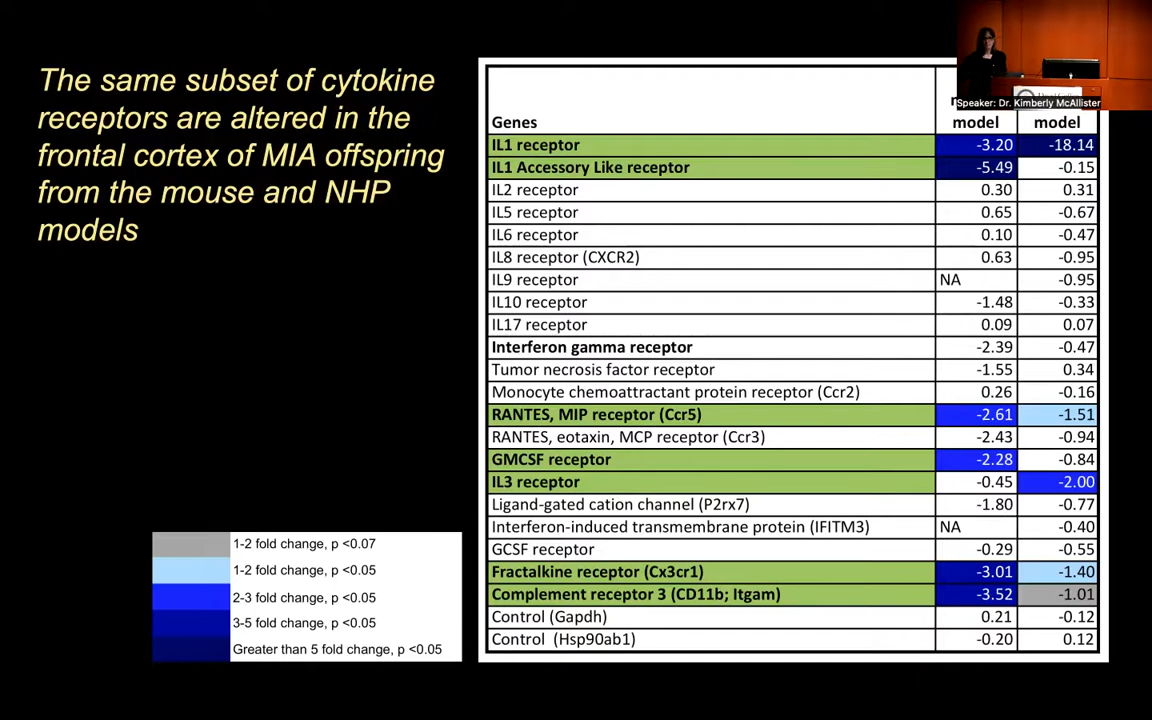 The same subset of cytokine
receptors are altered in the
frontal cortex of MIA offspring
from the mouse and NHP
models
Speaker: Dr. Kimberly McAllister
Genes model model
IL1 receptor -3.20 -18.14
IL1 Accessory Like receptor -5.49 -0.15
IL2 receptor 0.30 0.31
IL5 receptor 0.65 -0.67
IL6 receptor 0.10 -0.47
IL8 receptor (CXCR2) 0.63 -0.95
IL9 receptor NA -0.95
IL10 receptor -1.48 -0.33
IL17 receptor 0.09 0.07
Interferon gamma receptor -2.39 -0.47
Tumor necrosis factor receptor -1.55 0.34
Monocyte chemoattractant protein receptor (Ccr2) 0.26 -0.16
RANTES, MIP receptor (Ccr5) -2.61 -1.51
RANTES, eotaxin, MCP receptor (Ccr3) -2.43 -0.94
GMCSF receptor -2.28 -0.84
IL3 receptor -0.45 -2.00
Ligand-gated cation channel (P2rx7) -1.80 -0.77
Interferon-induced transmembrane protein (IFITM3) NA -0.40
GCSF receptor -0.29 -0.55
Fractalkine receptor (Cx3cr1) -3.01 -1.40
Complement receptor 3 (CD11b; Itgam) -3.52 -1.01
Control (Gapdh) 0.21 -0.12
Control (Hsp90ab1) -0.20 0.12
1-2 fold change, p <0.07
1-2 fold change, p <0.05
2-3 fold change, p <0.05
3-5 fold change, p <0.05
Greater than 5 fold change, p <0.05